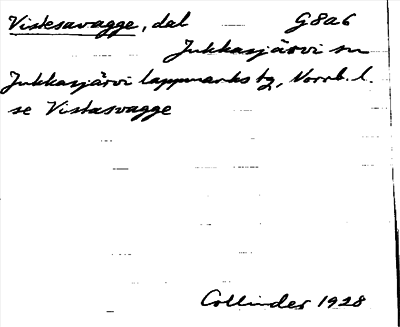 Vistesavagge, dal G8a6
Jukkasjärvi sn
Jukkasjärvi lappmarks tg, Norrb. l.
se Vistasvagge
Collinder 1928